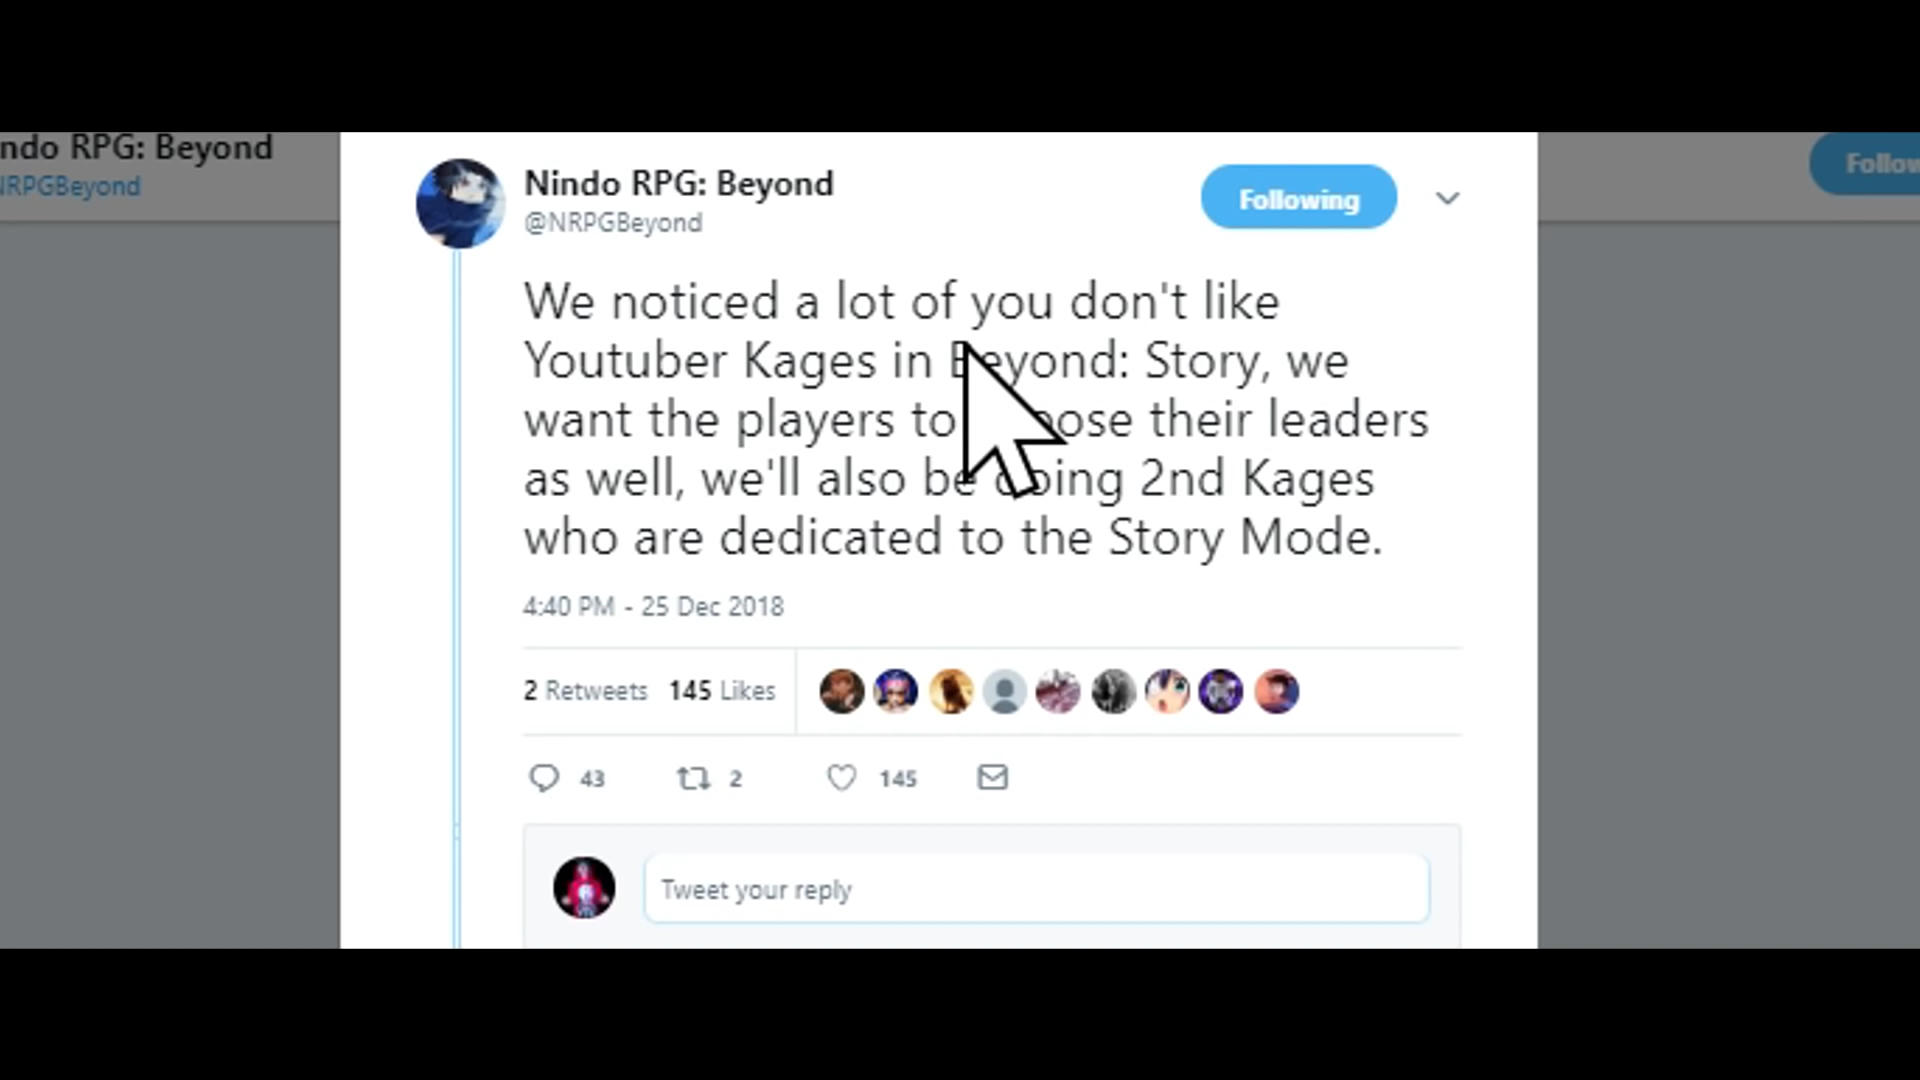 ndo RPG: Beyond
NRPGBeyond
Follow
Nindo RPG: Beyond
@NRPGBeyond
Following
We noticed a lot of you don't like
Youtuber Kages in Beyond: Story, we
want the players to choose their leaders
as well, we'll also be doing 2nd Kages
who are dedicated to the Story Mode.
4:40 PM - 25 Dec 2018
2 Retweets 145 Likes
43 2 145
Tweet your reply